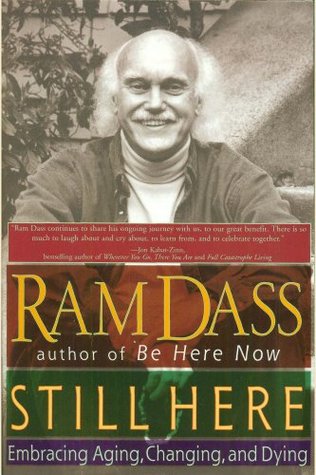 "Ram Dass continues to share his ongoing journey with us, to our great benefit. There is so
much to laugh about and cry about, to learn from, and to celebrate together."
—Jon Kabat-Zinn,
bestselling author of Wherever You Go, There You Are and Full Catastrophe Living
RAM DASS
author of Be Here Now
STILL HERE
Embracing Aging, Changing, and Dying